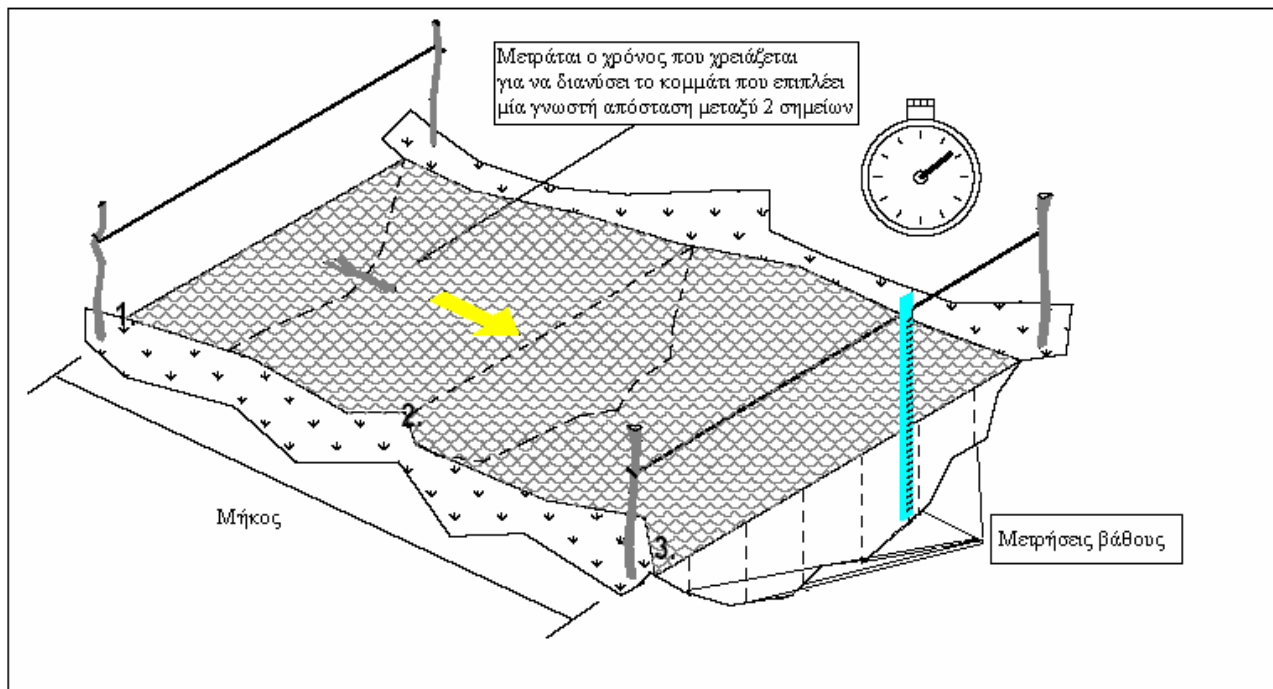 Μετράται ο χρόνος που χρειάζεται
για να διανύσει το κομμάτι που επιπλέει
μία γνωστή απόσταση μεταξύ 2 σημείων
1
2.
3.
Μήκος
Μετρήσεις βάθους